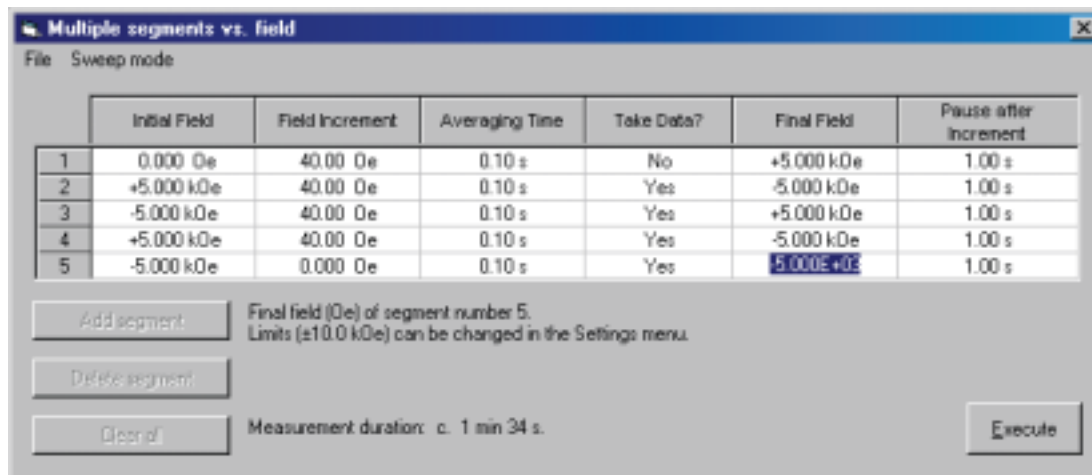 Multiple segments vs. field
File Sweep mode
Initial Field Field Increment Averaging Time Take Data? Final Field Pause after Increment
1 0.000 Oe 40.00 Oe 0.10 s No +5.000 kOe 1.00 s
2 +5.000 kOe 40.00 Oe 0.10 s Yes -5.000 kOe 1.00 s
3 -5.000 kOe 40.00 Oe 0.10 s Yes +5.000 kOe 1.00 s
4 +5.000 kOe 40.00 Oe 0.10 s Yes -5.000 kOe 1.00 s
5 -5.000 kOe 0.000 Oe 0.10 s Yes -5.000E+03 1.00 s
Add segment
Final field (Oe) of segment number 5.
Limits (±10.0 kOe) can be changed in the Settings menu.
Delete segment
Clear all
Measurement duration: c. 1 min 34 s.
Execute